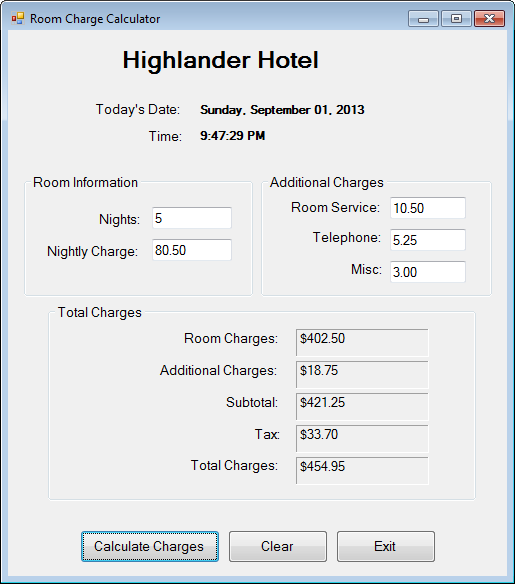 Room Charge Calculator
Highlander Hotel
Today's Date: Sunday, September 01, 2013
Time: 9:47:29 PM
Room Information
Nights: 5
Nightly Charge: 80.50
Additional Charges
Room Service: 10.50
Telephone: 5.25
Misc: 3.00
Total Charges
Room Charges: $402.50
Additional Charges: $18.75
Subtotal: $421.25
Tax: $33.70
Total Charges: $454.95
Calculate Charges Clear Exit